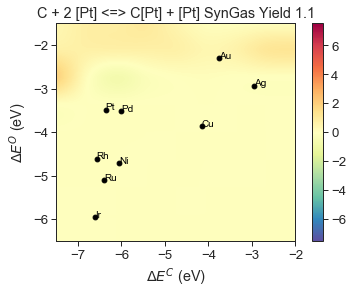 C + 2 [Pt] <=> C[Pt] + [Pt] SynGas Yield 1.1
−2
−3
−4
−5
−6
ΔE^O (eV)
Au
Ag
Pt
Pd
Cu
Rh
Ni
Ru
Ir
−7
−6
−5
−4
−3
−2
ΔE^C (eV)
6
4
2
0
−2
−4
−6